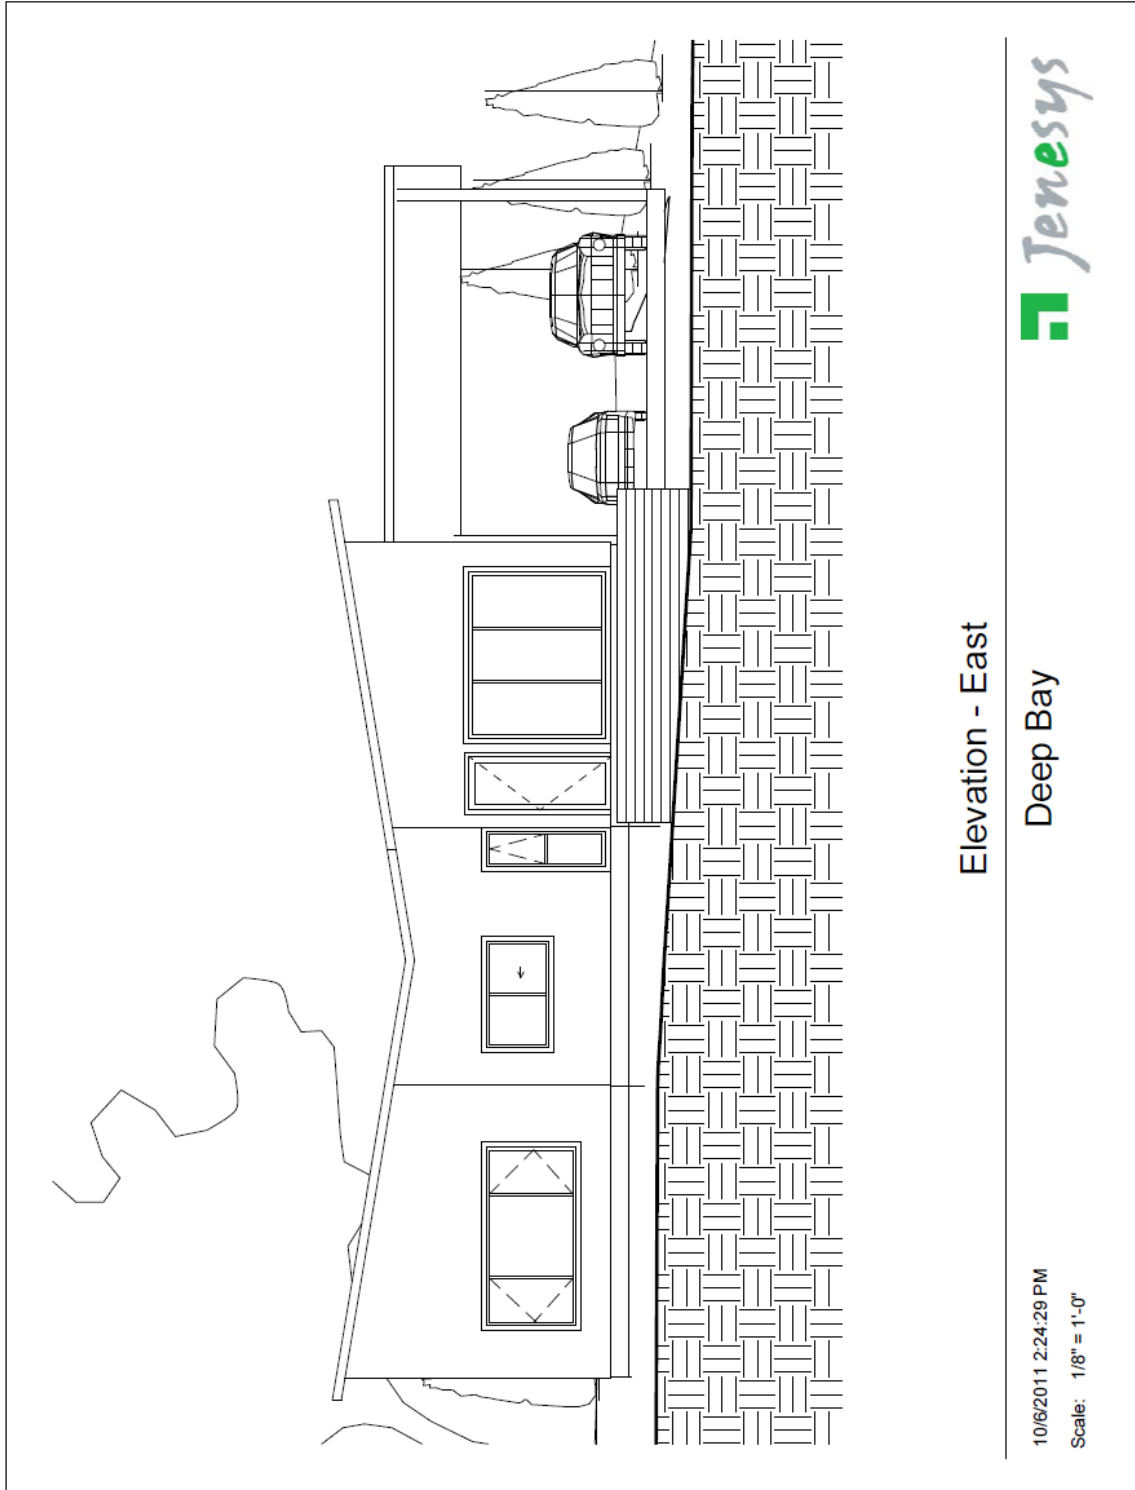 Elevation - East
Deep Bay
Jenesys
10/6/2011 2:24:29 PM
Scale: 1/8" = 1'-0"